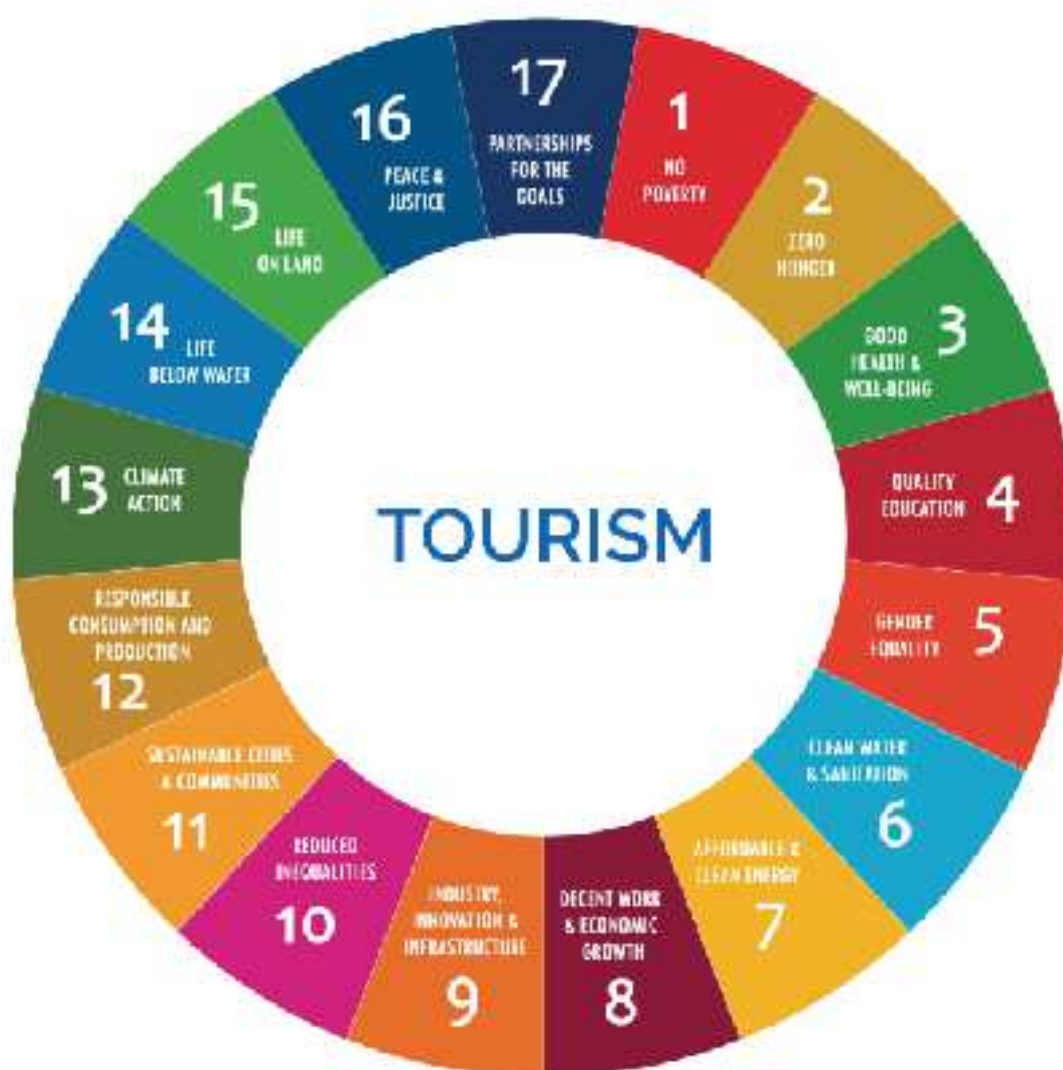 17
PARTNERSHIPS
FOR THE
GOALS
1
NO
POVERTY
2
ZERO
HUNGER
3
GOOD
HEALTH &
WELL-BEING
4
QUALITY
EDUCATION
5
GENDER
EQUALITY
6
CLEAN WATER
& SANITATION
7
AFFORDABLE &
CLEAN ENERGY
8
DECENT WORK
& ECONOMIC
GROWTH
9
INDUSTRY,
INNOVATION &
INFRASTRUCTURE
10
REDUCED
INEQUALITIES
11
SUSTAINABLE CITIES
& COMMUNITIES
12
RESPONSIBLE
CONSUMPTION AND
PRODUCTION
13
CLIMATE
ACTION
14
LIFE
BELOW WATER
15
LIFE
ON LAND
16
PEACE &
JUSTICE
TOURISM